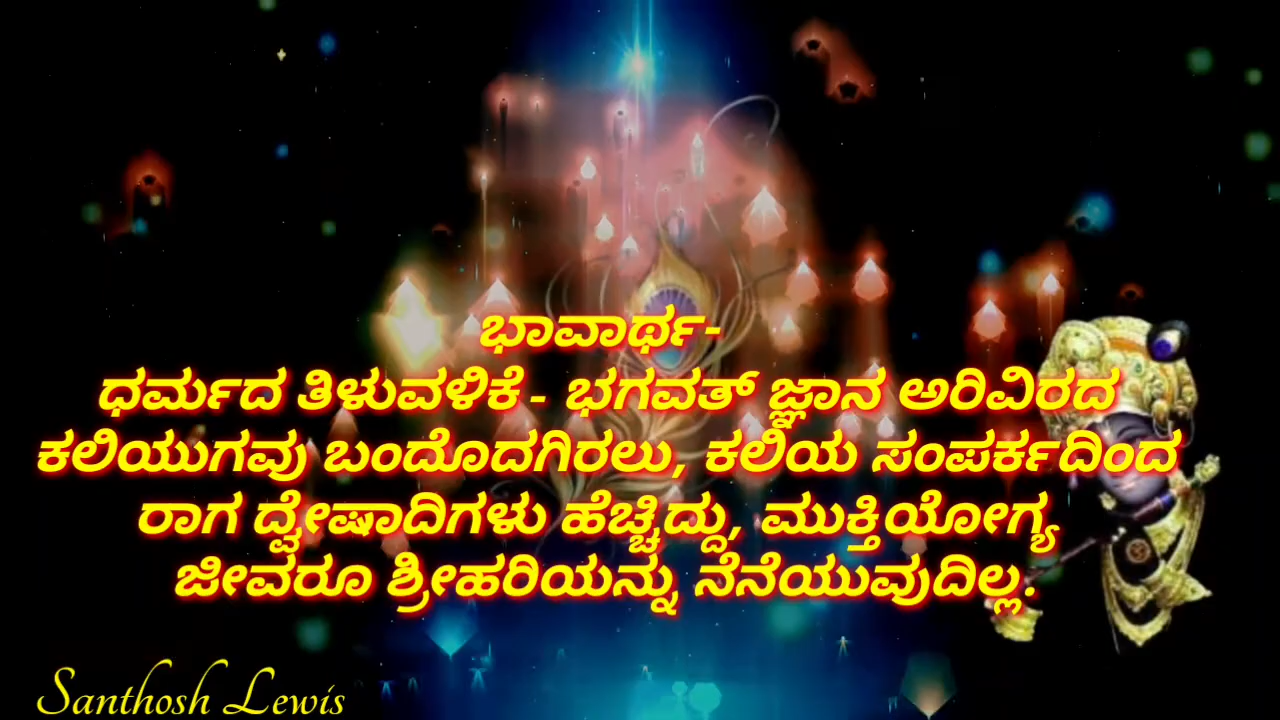 ಭಾವಾರ್ಥ-
ಧರ್ಮದ ತಿಳುವಳಿಕೆ - ಭಗವತ್ ಜ್ಞಾನ ಅರಿವಿರದ
ಕಲಿಯುಗವು ಬಂದೊದಗಿರಲು, ಕಲಿಯ ಸಂಪರ್ಕದಿಂದ
ರಾಗ ದ್ವೇಷಾದಿಗಳು ಹೆಚ್ಚಿದ್ದು, ಮುಕ್ತಿಯೋಗ್ಯ
ಜೀವರೂ ಶ್ರೀಹರಿಯನ್ನು ನೆನೆಯುವುದಿಲ್ಲ.
Santhosh Lewis